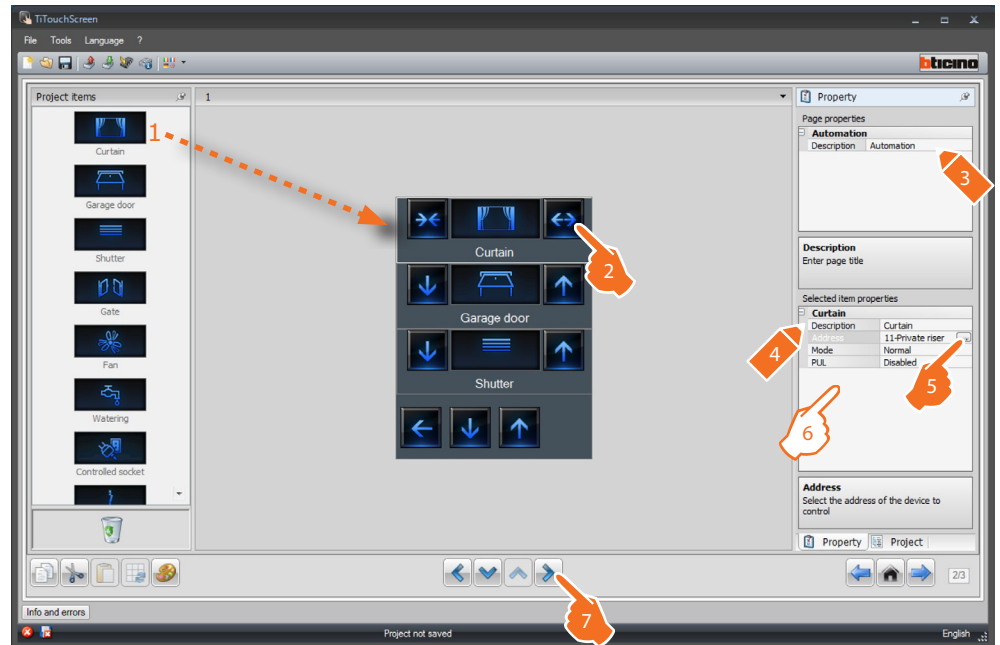 TiTouchScreen
File Tools Language ?
bticino
Project items
1
Property
Curtain
Garage door
Shutter
Gate
Fan
Watering
Controlled socket
1
Curtain
2
Garage door
Shutter
Page properties
Automation
Description Automation
3
Description
Enter page title
Selected item properties
Curtain
Description Curtain
Address 11-Private riser ...
Mode Normal
PUL Disabled
4
5
6
Address
Select the address of the device to
control
Property Project
7
2/3
Info and errors
Project not saved
English